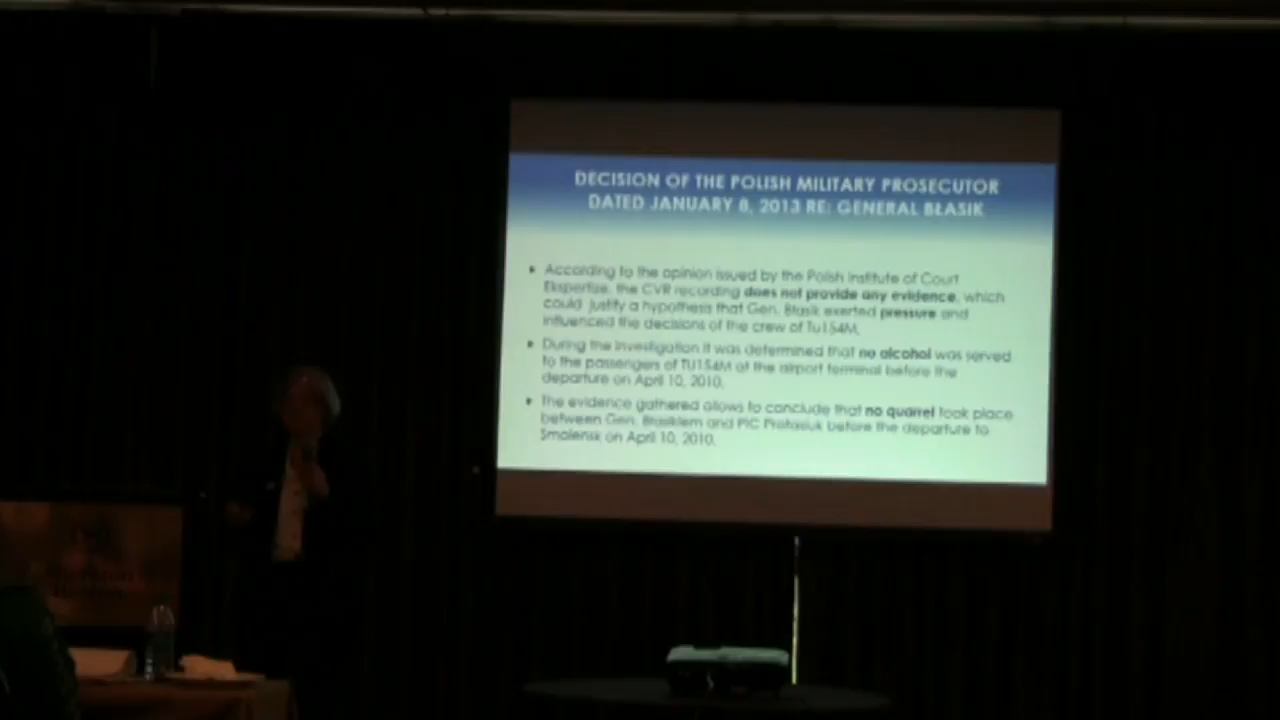 DECISION OF THE POLISH MILITARY PROSECUTOR
DATED JANUARY 8, 2013 RE: GENERAL BŁASIK
According to the opinion issued by the Polish Institute of Court
Ekspertize, the CVR recording does not provide any evidence, which
could justify a hypothesis that Gen. Błasik exerted pressure and
influenced the decisions of the crew of Tu154M.
During the investigation it was determined that no alcohol was served
to the passengers of TU154M at the airport terminal before the
departure on April 10, 2010.
The evidence gathered allows to conclude that no quarrel took place
between Gen. Błasikiem and PIC Protasiuk before the departure to
Smolensk on April 10, 2010.